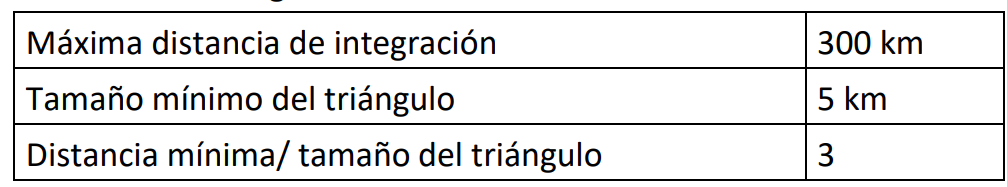 Máxima distancia de integración 300 km
Tamaño mínimo del triángulo 5 km
Distancia mínima/ tamaño del triángulo 3